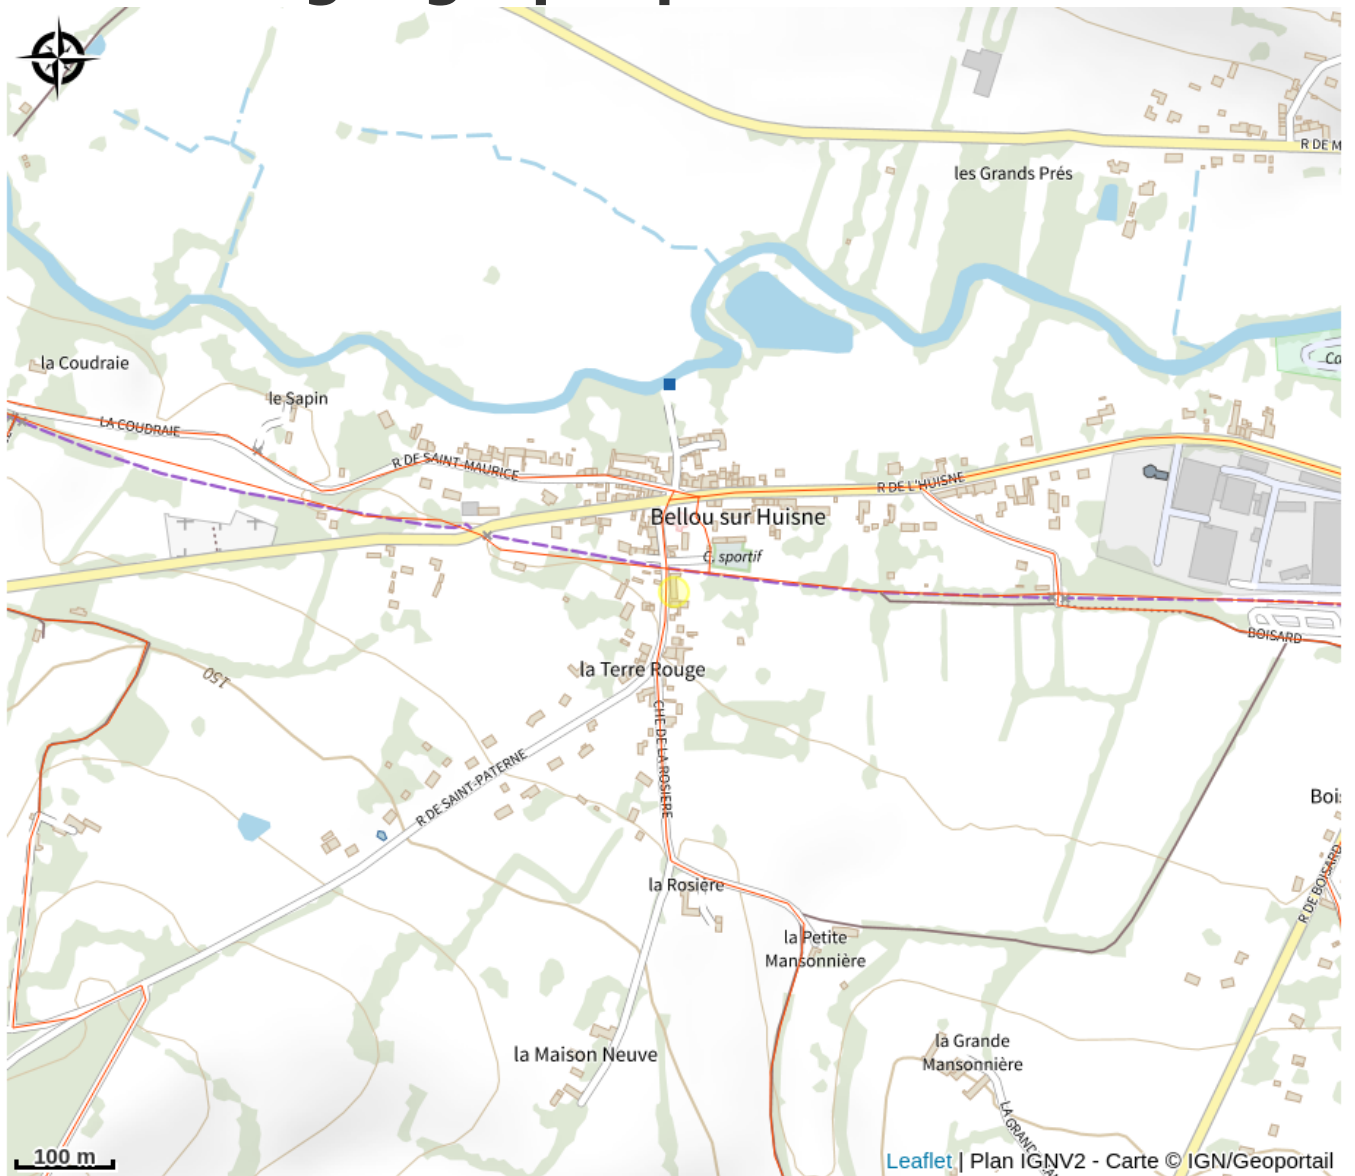 R DE M
les Grands Prés
la Coudraie
Ca
le Sapin
LA COUDRAIE
R DE SAINT-MAURICE
R DE L'HUISNE
Bellou sur Huisne
C. sportif
BOISARD
la Terre Rouge
150
CHE DE LA ROSIERE
R DE SAINT-PATERNE
Bois
R DE BOISARD
la Rosière
la Petite
Mansonnière
la Grande
Mansonnière
la Maison Neuve
100 m
Leaflet | Plan IGNV2 - Carte © IGN/Geoportail